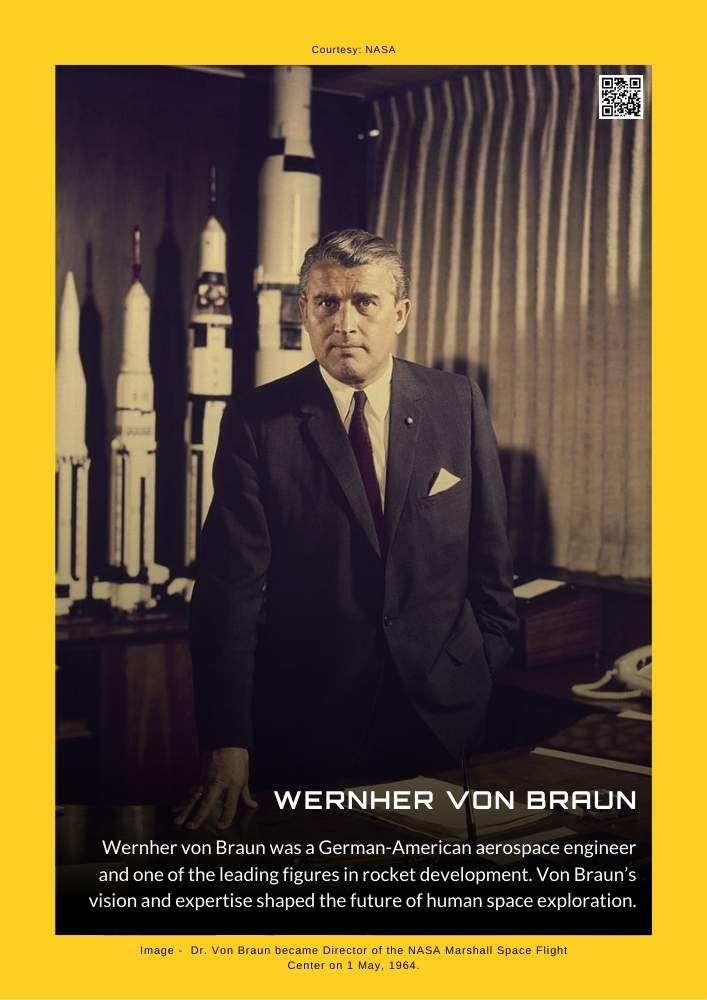 Courtesy: NASA
WERNHER VON BRAUN
Wernher von Braun was a German-American aerospace engineer
and one of the leading figures in rocket development. Von Braun’s
vision and expertise shaped the future of human space exploration.
Image -  Dr. Von Braun became Director of the NASA Marshall Space Flight
Center on 1 May, 1964.